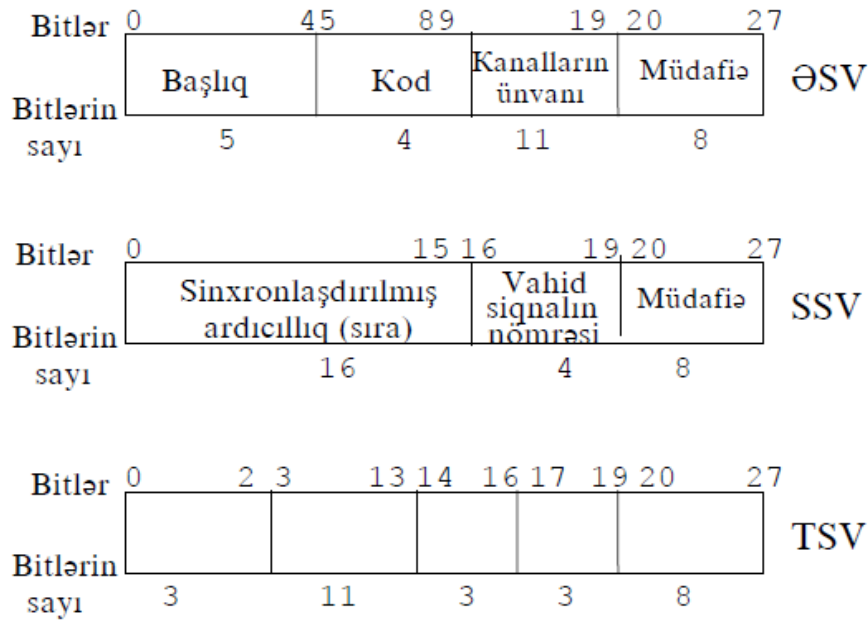 Bitlər 0 45 89 19 20 27
Başlıq Kod Kanalların ünvanı Müdafiə ƏSV
Bitlərin sayı 5 4 11 8
Bitlər 0 15 16 19 20 27
Sinxronlaşdırılmış ardıcıllıq (sıra) Vahid siqnalın nömrəsi Müdafiə SSV
Bitlərin sayı 16 4 8
Bitlər 0 2 3 13 14 16 17 19 20 27
TSV
Bitlərin sayı 3 11 3 3 8